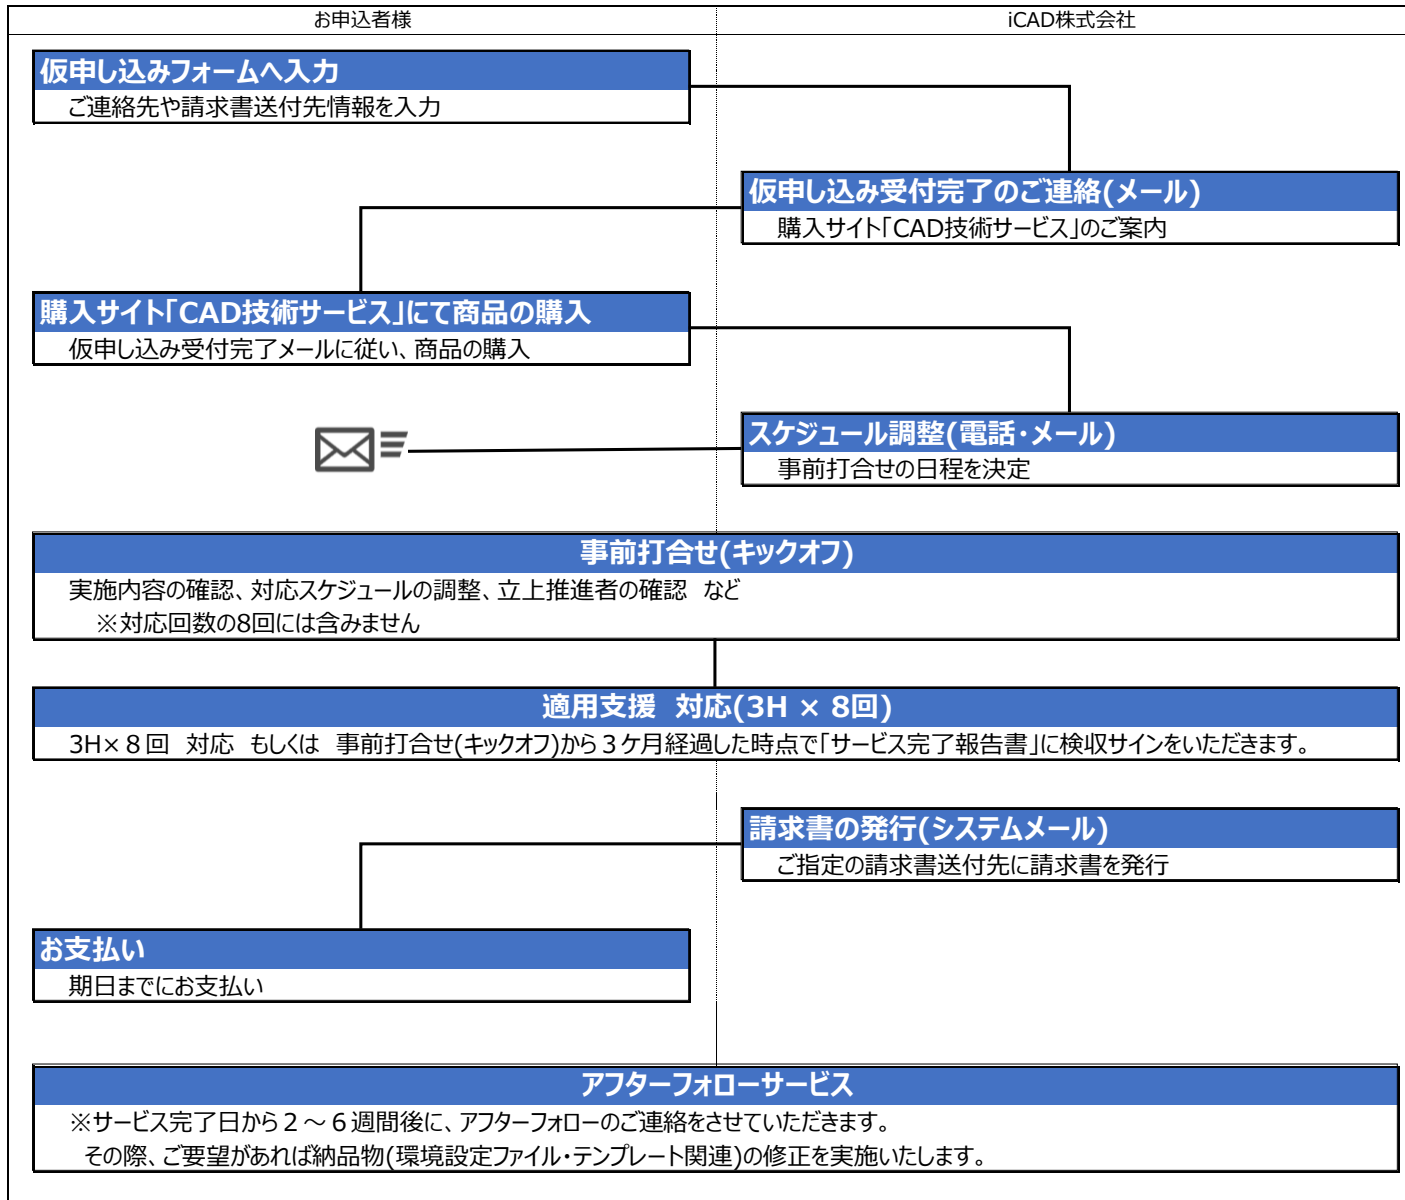 お申込者様
iCAD株式会社
仮申し込みフォームへ入力
ご連絡先や請求書送付先情報を入力
仮申し込み受付完了のご連絡(メール)
購入サイト「CAD技術サービス」のご案内
購入サイト「CAD技術サービス」にて商品の購入
仮申し込み受付完了メールに従い、商品の購入
スケジュール調整(電話・メール)
事前打合せの日程を決定
事前打合せ(キックオフ)
実施内容の確認、対応スケジュールの調整、立上推進者の確認 など
※対応回数の8回には含みません
適用支援 対応(3H × 8回)
3H×８回 対応 もしくは 事前打合せ(キックオフ)から３ケ月経過した時点で「サービス完了報告書」に検収サインをいただきます。
請求書の発行(システムメール)
ご指定の請求書送付先に請求書を発行
お支払い
期日までにお支払い
アフターフォローサービス
※サービス完了日から２～６週間後に、アフターフォローのご連絡をさせていただきます。
その際、ご要望があれば納品物(環境設定ファイル・テンプレート関連)の修正を実施いたします。